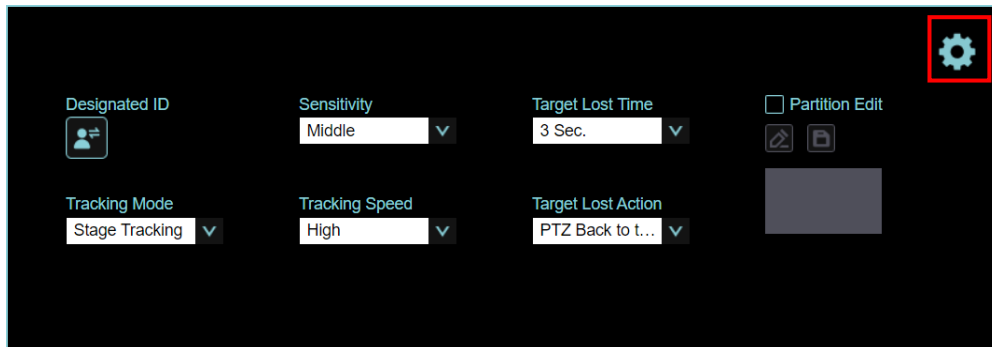 Designated ID
Sensitivity
Target Lost Time
Partition Edit
Middle
3 Sec.
Tracking Mode
Tracking Speed
Target Lost Action
Stage Tracking
High
PTZ Back to t...